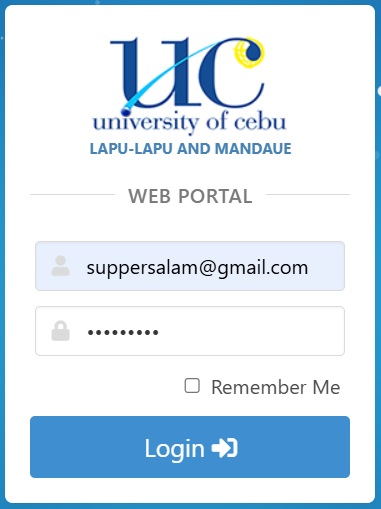 uc
university of cebu
LAPU-LAPU AND MANDAUE
WEB PORTAL
suppersalam@gmail.com
•••••••••
Remember Me
Login